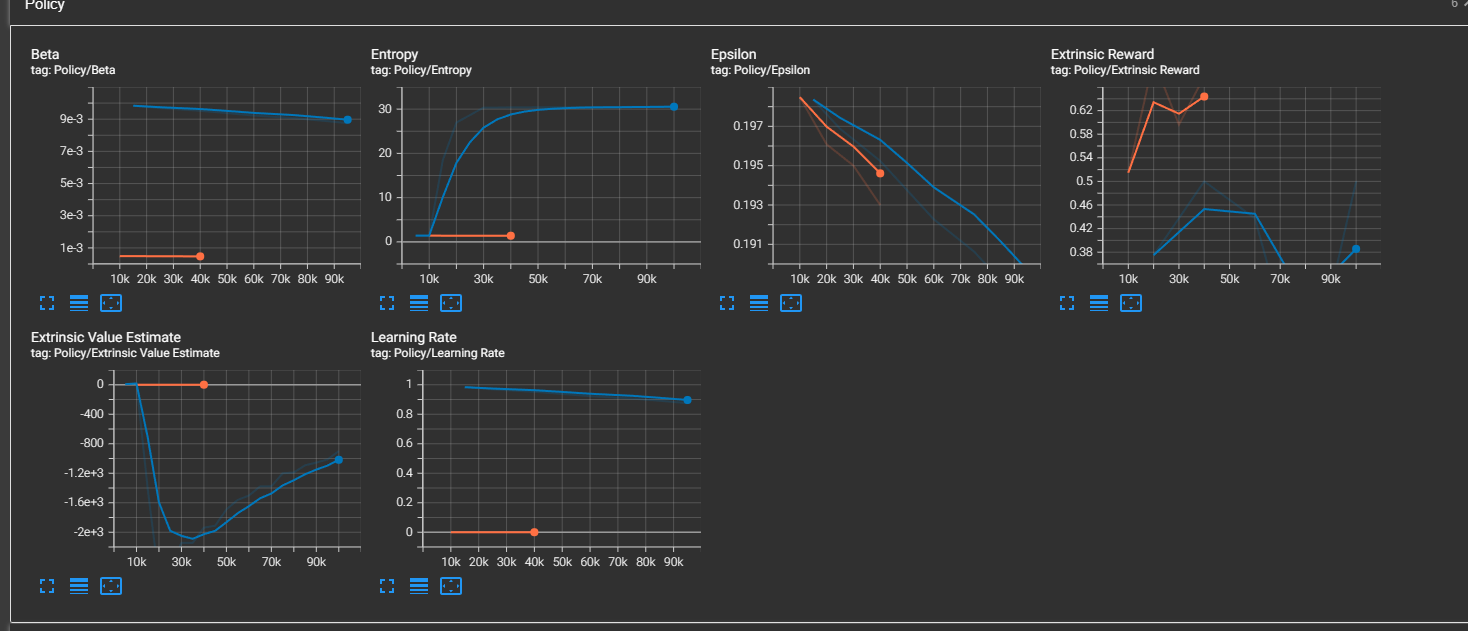 Policy
6
Beta
tag: Policy/Beta
9e-3
7e-3
5e-3
3e-3
1e-3
10k 20k 30k 40k 50k 60k 70k 80k 90k
Entropy
tag: Policy/Entropy
30
20
10
0
10k 30k 50k 70k 90k
Epsilon
tag: Policy/Epsilon
0.197
0.195
0.193
0.191
10k 20k 30k 40k 50k 60k 70k 80k 90k
Extrinsic Reward
tag: Policy/Extrinsic Reward
0.62
0.58
0.54
0.5
0.46
0.42
0.38
10k 30k 50k 70k 90k
Extrinsic Value Estimate
tag: Policy/Extrinsic Value Estimate
0
-400
-800
-1.2e+3
-1.6e+3
-2e+3
10k 30k 50k 70k 90k
Learning Rate
tag: Policy/Learning Rate
1
0.8
0.6
0.4
0.2
0
10k 20k 30k 40k 50k 60k 70k 80k 90k